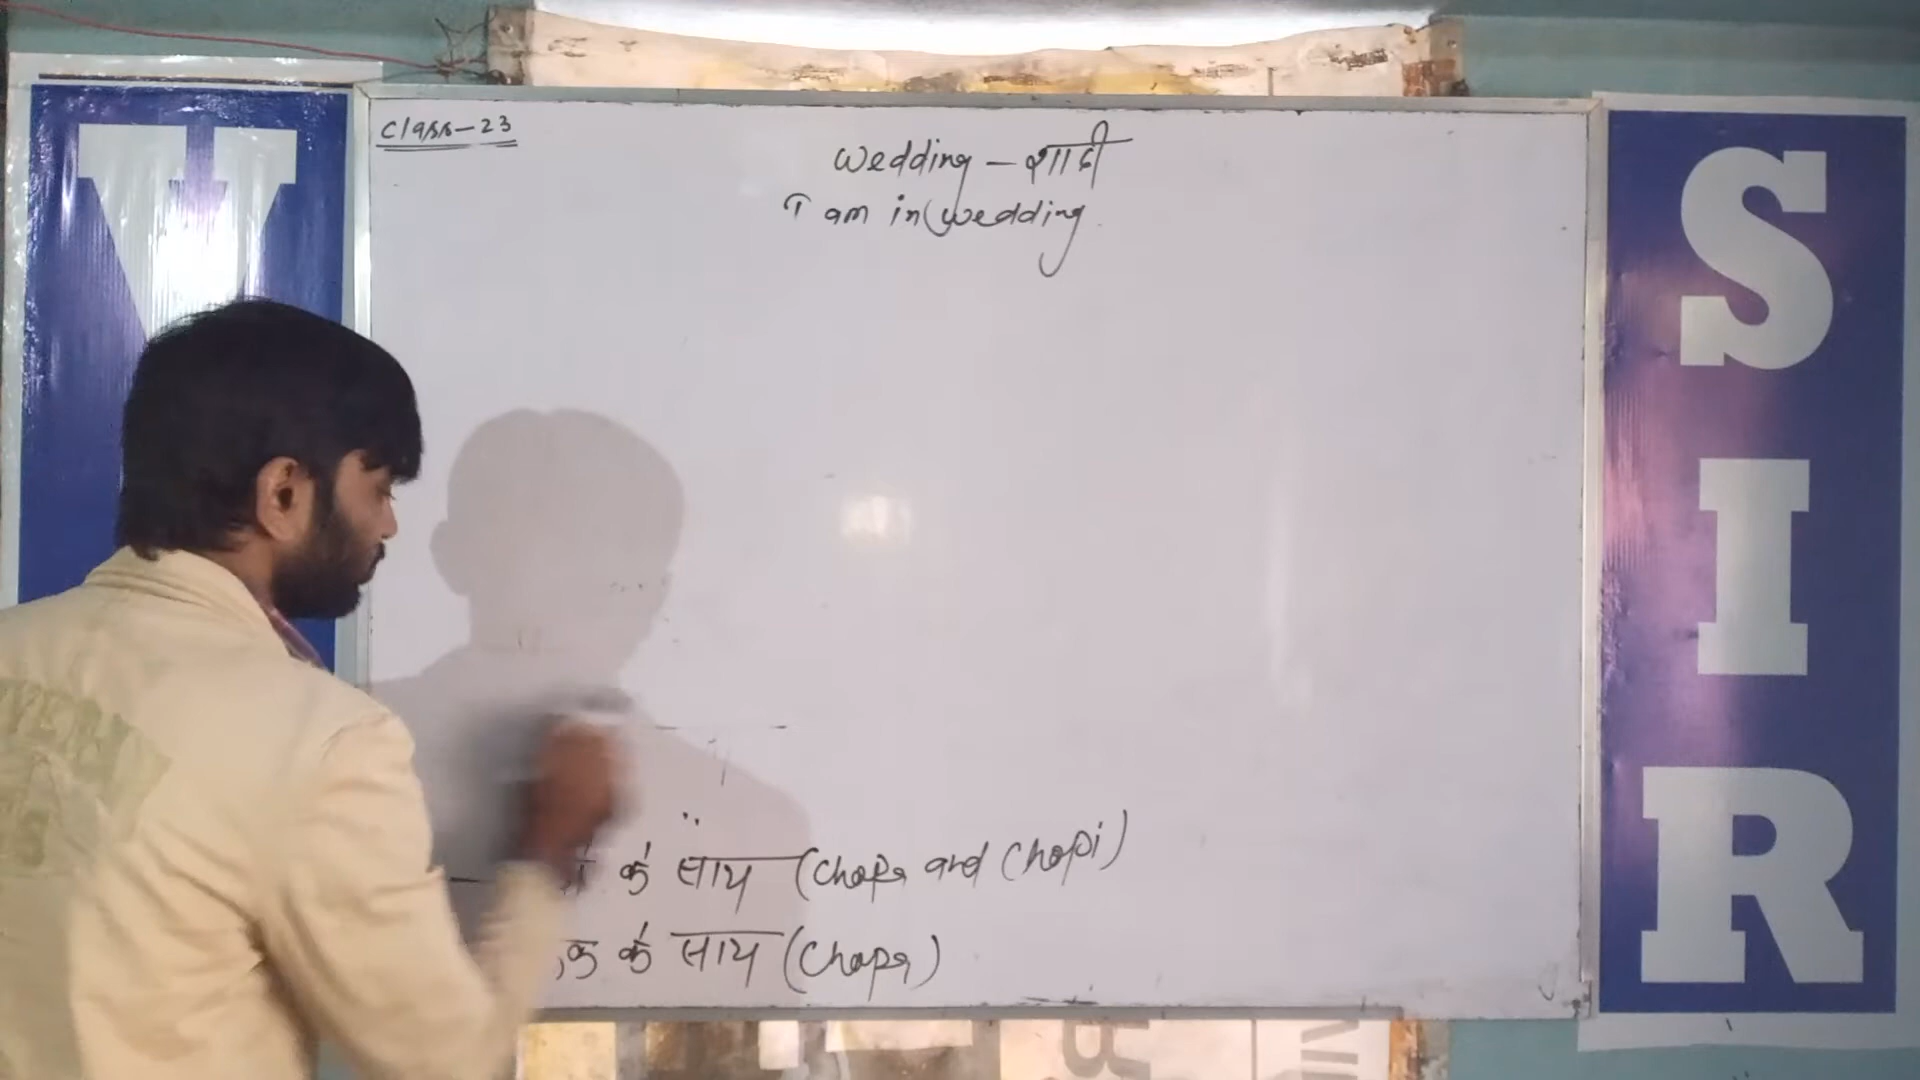 Class-23
Wedding - शादी
I am in wedding
के साथ (Chapa and Chapi)
के साथ (Chapa)
S
I
R